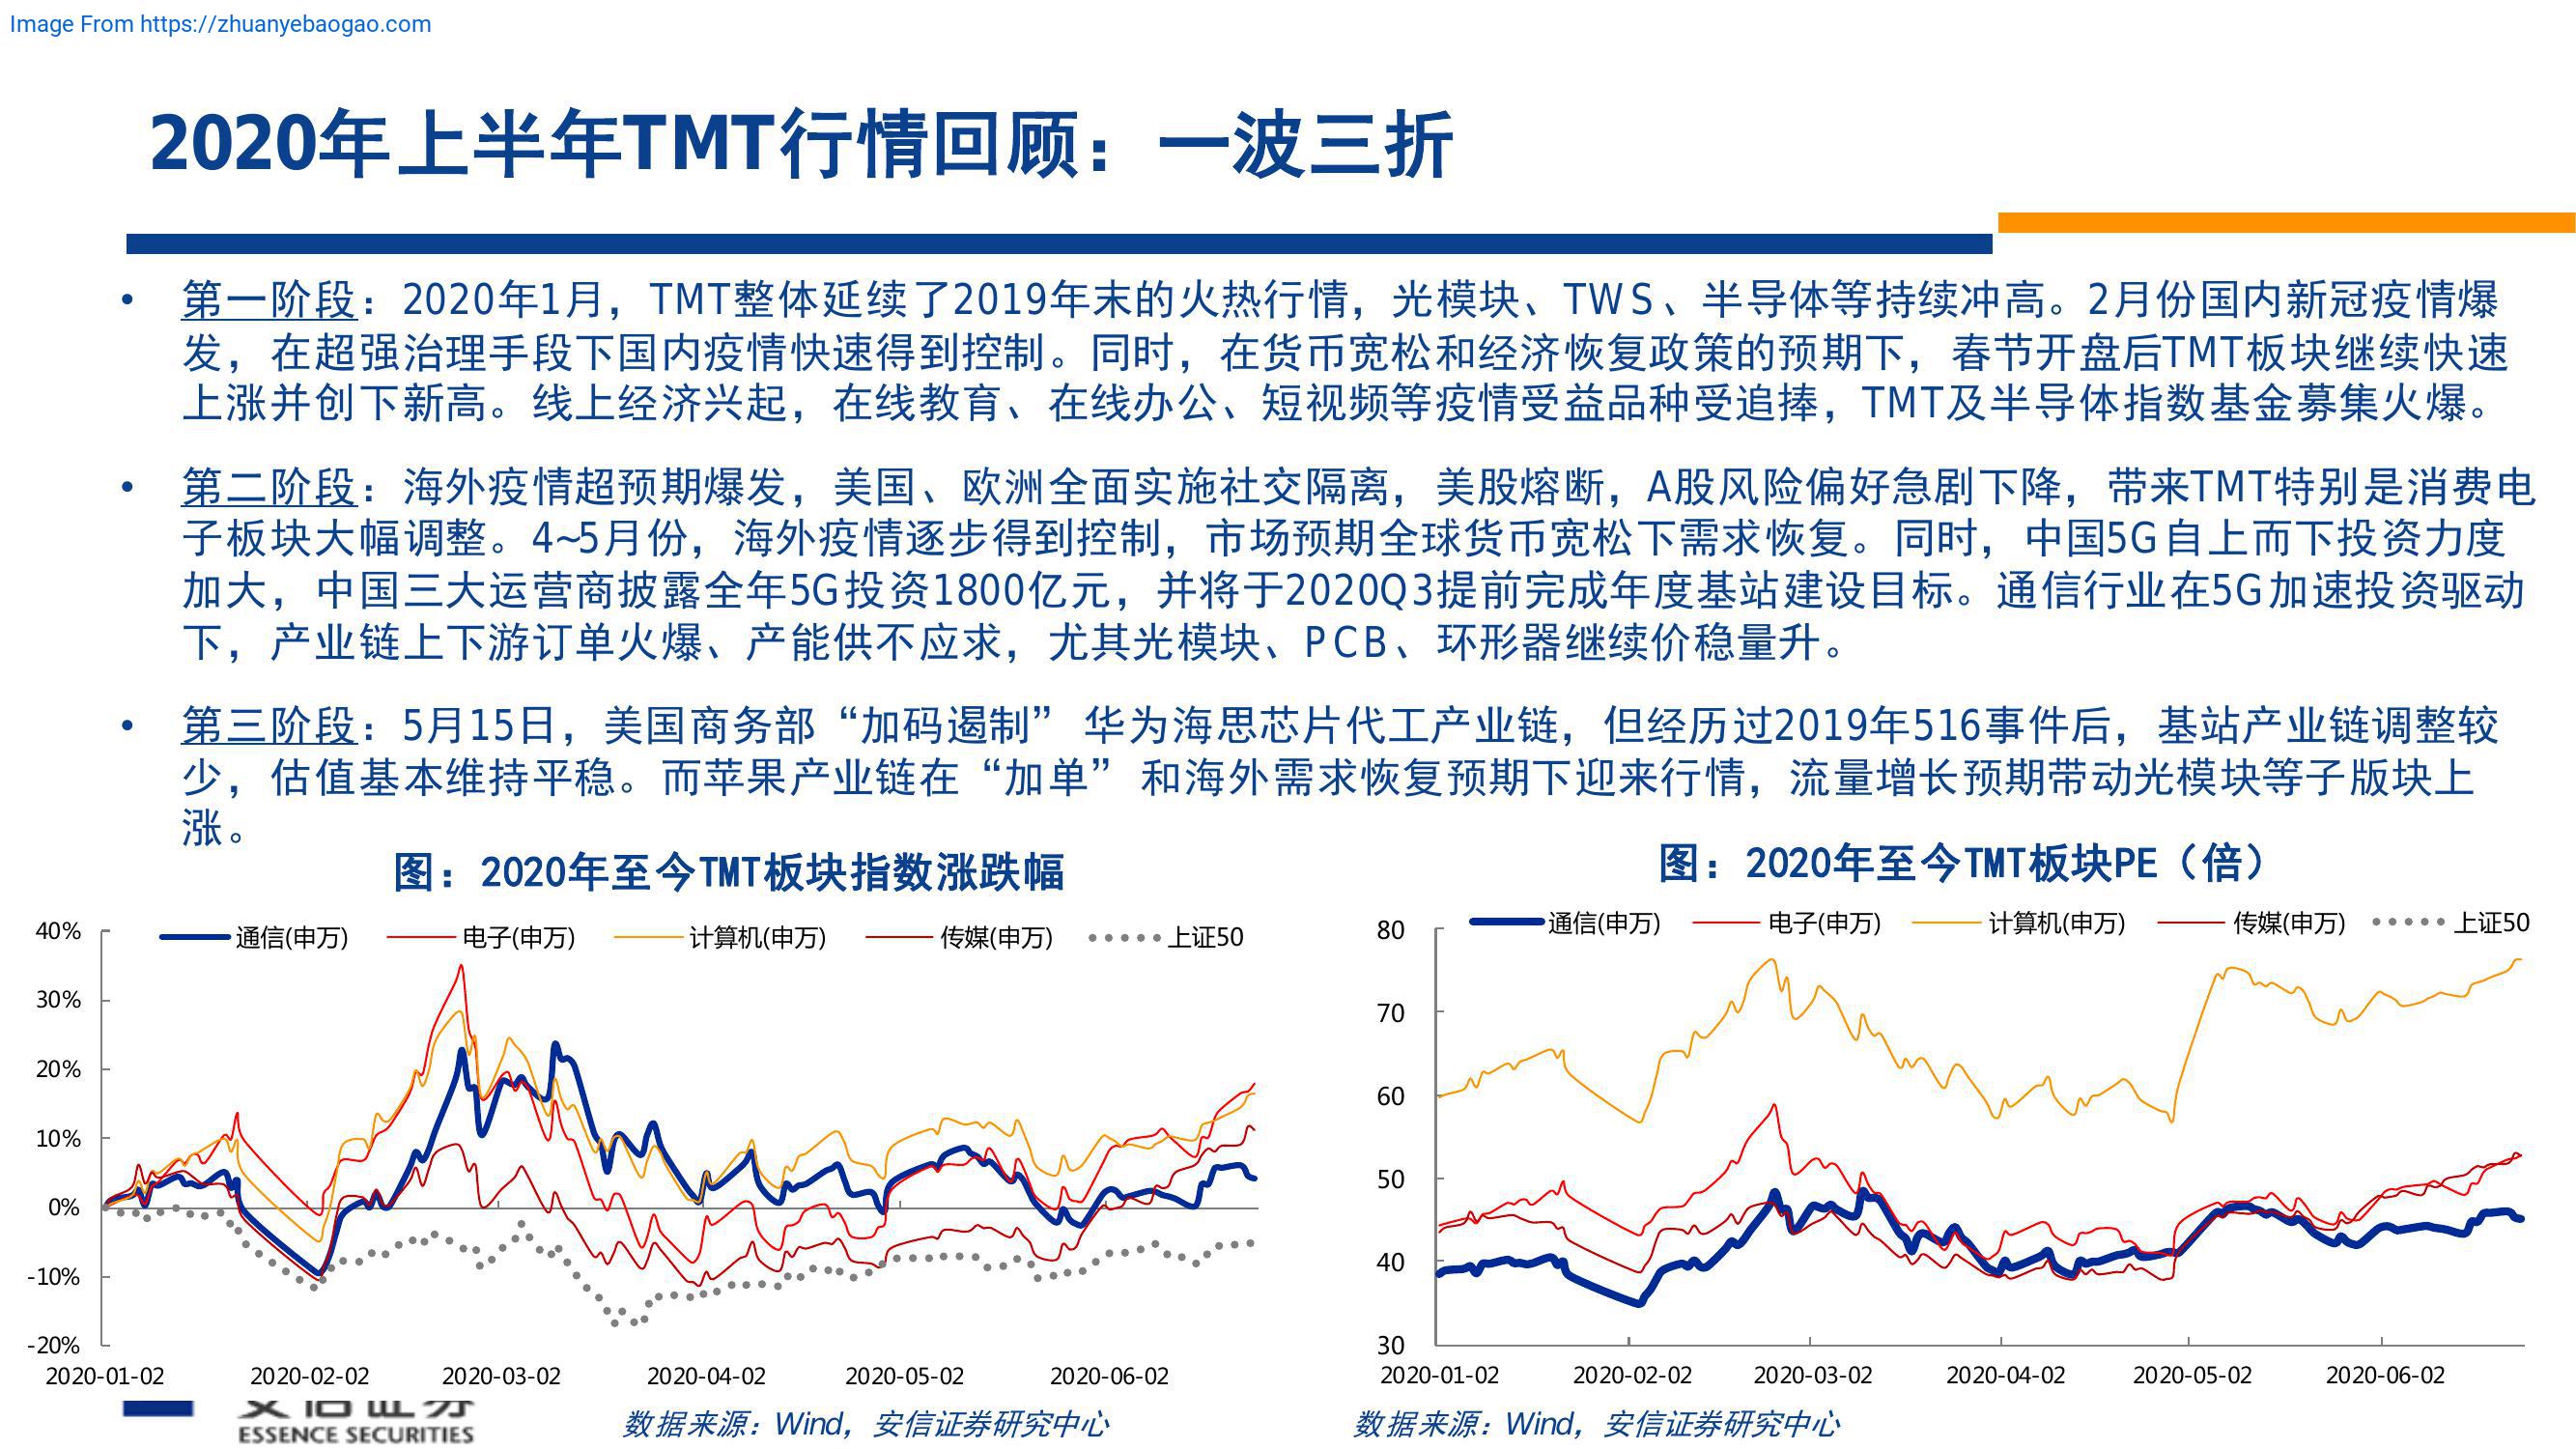 Image From https://zhuanyebaogao.com
2020年上半年TMT行情回顾：一波三折
• 第一阶段：2020年1月，TMT整体延续了2019年末的火热行情，光模块、TWS、半导体等持续冲高。2月份国内新冠疫情爆
发，在超强治理手段下国内疫情快速得到控制。同时，在货币宽松和经济恢复政策的预期下，春节开盘后TMT板块继续快速
上涨并创下新高。线上经济兴起，在线教育、在线办公、短视频等疫情受益品种受追捧，TMT及半导体指数基金募集火爆。
• 第二阶段：海外疫情超预期爆发，美国、欧洲全面实施社交隔离，美股熔断，A股风险偏好急剧下降，带来TMT特别是消费电
子板块大幅调整。4~5月份，海外疫情逐步得到控制，市场预期全球货币宽松下需求恢复。同时，中国5G自上而下投资力度
加大，中国三大运营商披露全年5G投资1800亿元，并将于2020Q3提前完成年度基站建设目标。通信行业在5G加速投资驱动
下，产业链上下游订单火爆、产能供不应求，尤其光模块、PCB、环形器继续价稳量升。
• 第三阶段：5月15日，美国商务部“加码遏制” 华为海思芯片代工产业链，但经历过2019年516事件后，基站产业链调整较
少，估值基本维持平稳。而苹果产业链在“加单” 和海外需求恢复预期下迎来行情，流量增长预期带动光模块等子版块上
涨。
图：2020年至今TMT板块指数涨跌幅
通信(申万) 电子(申万) 计算机(申万) 传媒(申万) 上证50
40%
30%
20%
10%
0%
-10%
-20%
2020-01-02 2020-02-02 2020-03-02 2020-04-02 2020-05-02 2020-06-02
图：2020年至今TMT板块PE（倍）
通信(申万) 电子(申万) 计算机(申万) 传媒(申万) 上证50
80
70
60
50
40
30
2020-01-02 2020-02-02 2020-03-02 2020-04-02 2020-05-02 2020-06-02
安信证券
ESSENCE SECURITIES
数据来源：Wind，安信证券研究中心
数据来源：Wind，安信证券研究中心